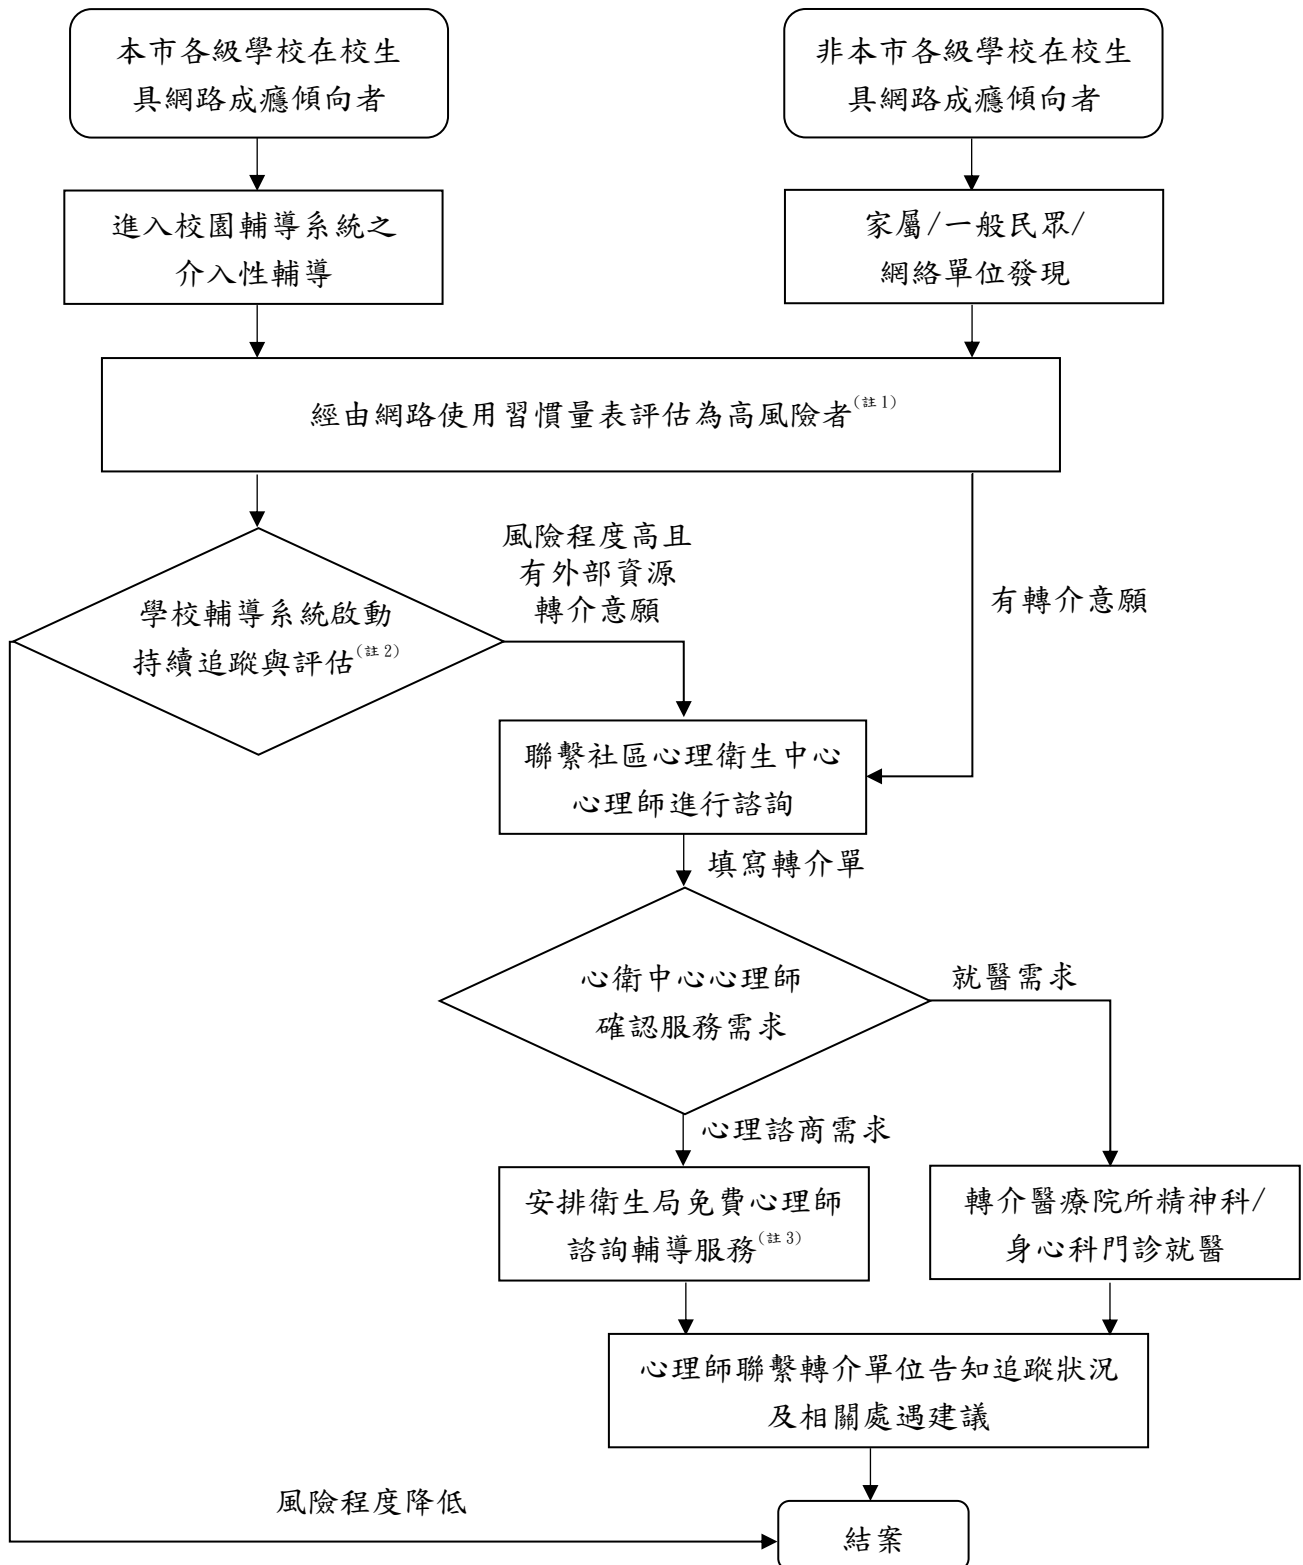 本市各級學校在校生
具網路成癮傾向者
非本市各級學校在校生
具網路成癮傾向者
進入校園輔導系統之
介入性輔導
家屬/一般民眾/
網絡單位發現
經由網路使用習慣量表評估為高風險者(註1)
風險程度高且
有外部資源
轉介意願
有轉介意願
學校輔導系統啟動
持續追蹤與評估(註2)
聯繫社區心理衛生中心
心理師進行諮詢
填寫轉介單
心衛中心心理師
確認服務需求
就醫需求
心理諮商需求
安排衛生局免費心理師
諮詢輔導服務(註3)
轉介醫療院所精神科/
身心科門診就醫
心理師聯繫轉介單位告知追蹤狀況
及相關處遇建議
風險程度降低
結案